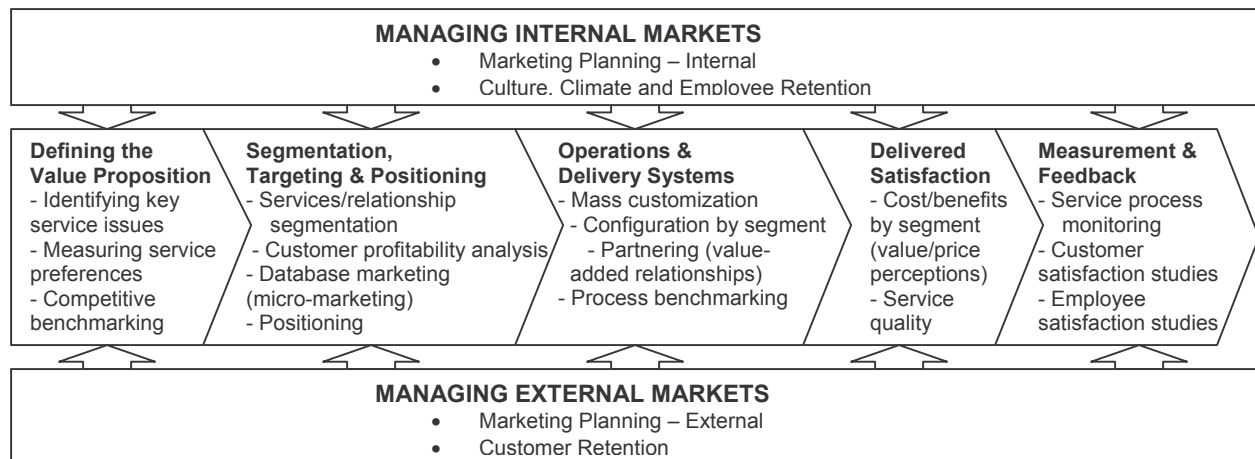 MANAGING INTERNAL MARKETS
• Marketing Planning – Internal
• Culture, Climate and Employee Retention
Defining the
Value Proposition
- Identifying key
service issues
- Measuring service
preferences
- Competitive
benchmarking
Segmentation,
Targeting & Positioning
- Services/relationship
segmentation
- Customer profitability analysis
- Database marketing
(micro-marketing)
- Positioning
Operations &
Delivery Systems
- Mass customization
- Configuration by segment
- Partnering (value-
added relationships)
- Process benchmarking
Delivered
Satisfaction
- Cost/benefits
by segment
(value/price
perceptions)
- Service
quality
Measurement &
Feedback
- Service process
monitoring
- Customer
satisfaction studies
- Employee
satisfaction studies
MANAGING EXTERNAL MARKETS
• Marketing Planning – External
• Customer Retention